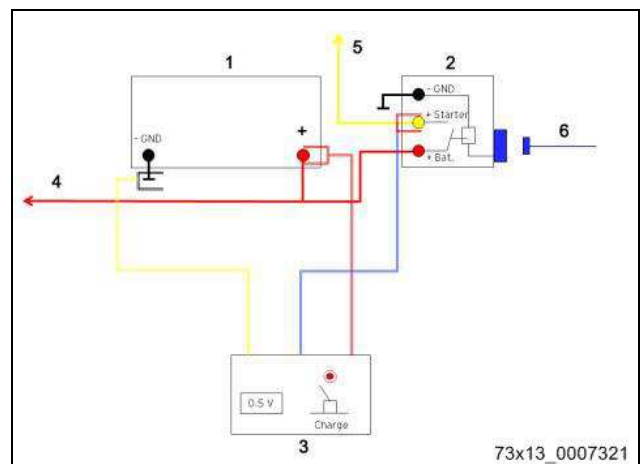 5
1
2
- GND
+ Starter
6
- GND
+
+ Bat.
4
0.5 V
Charge
3
73x13_0007321